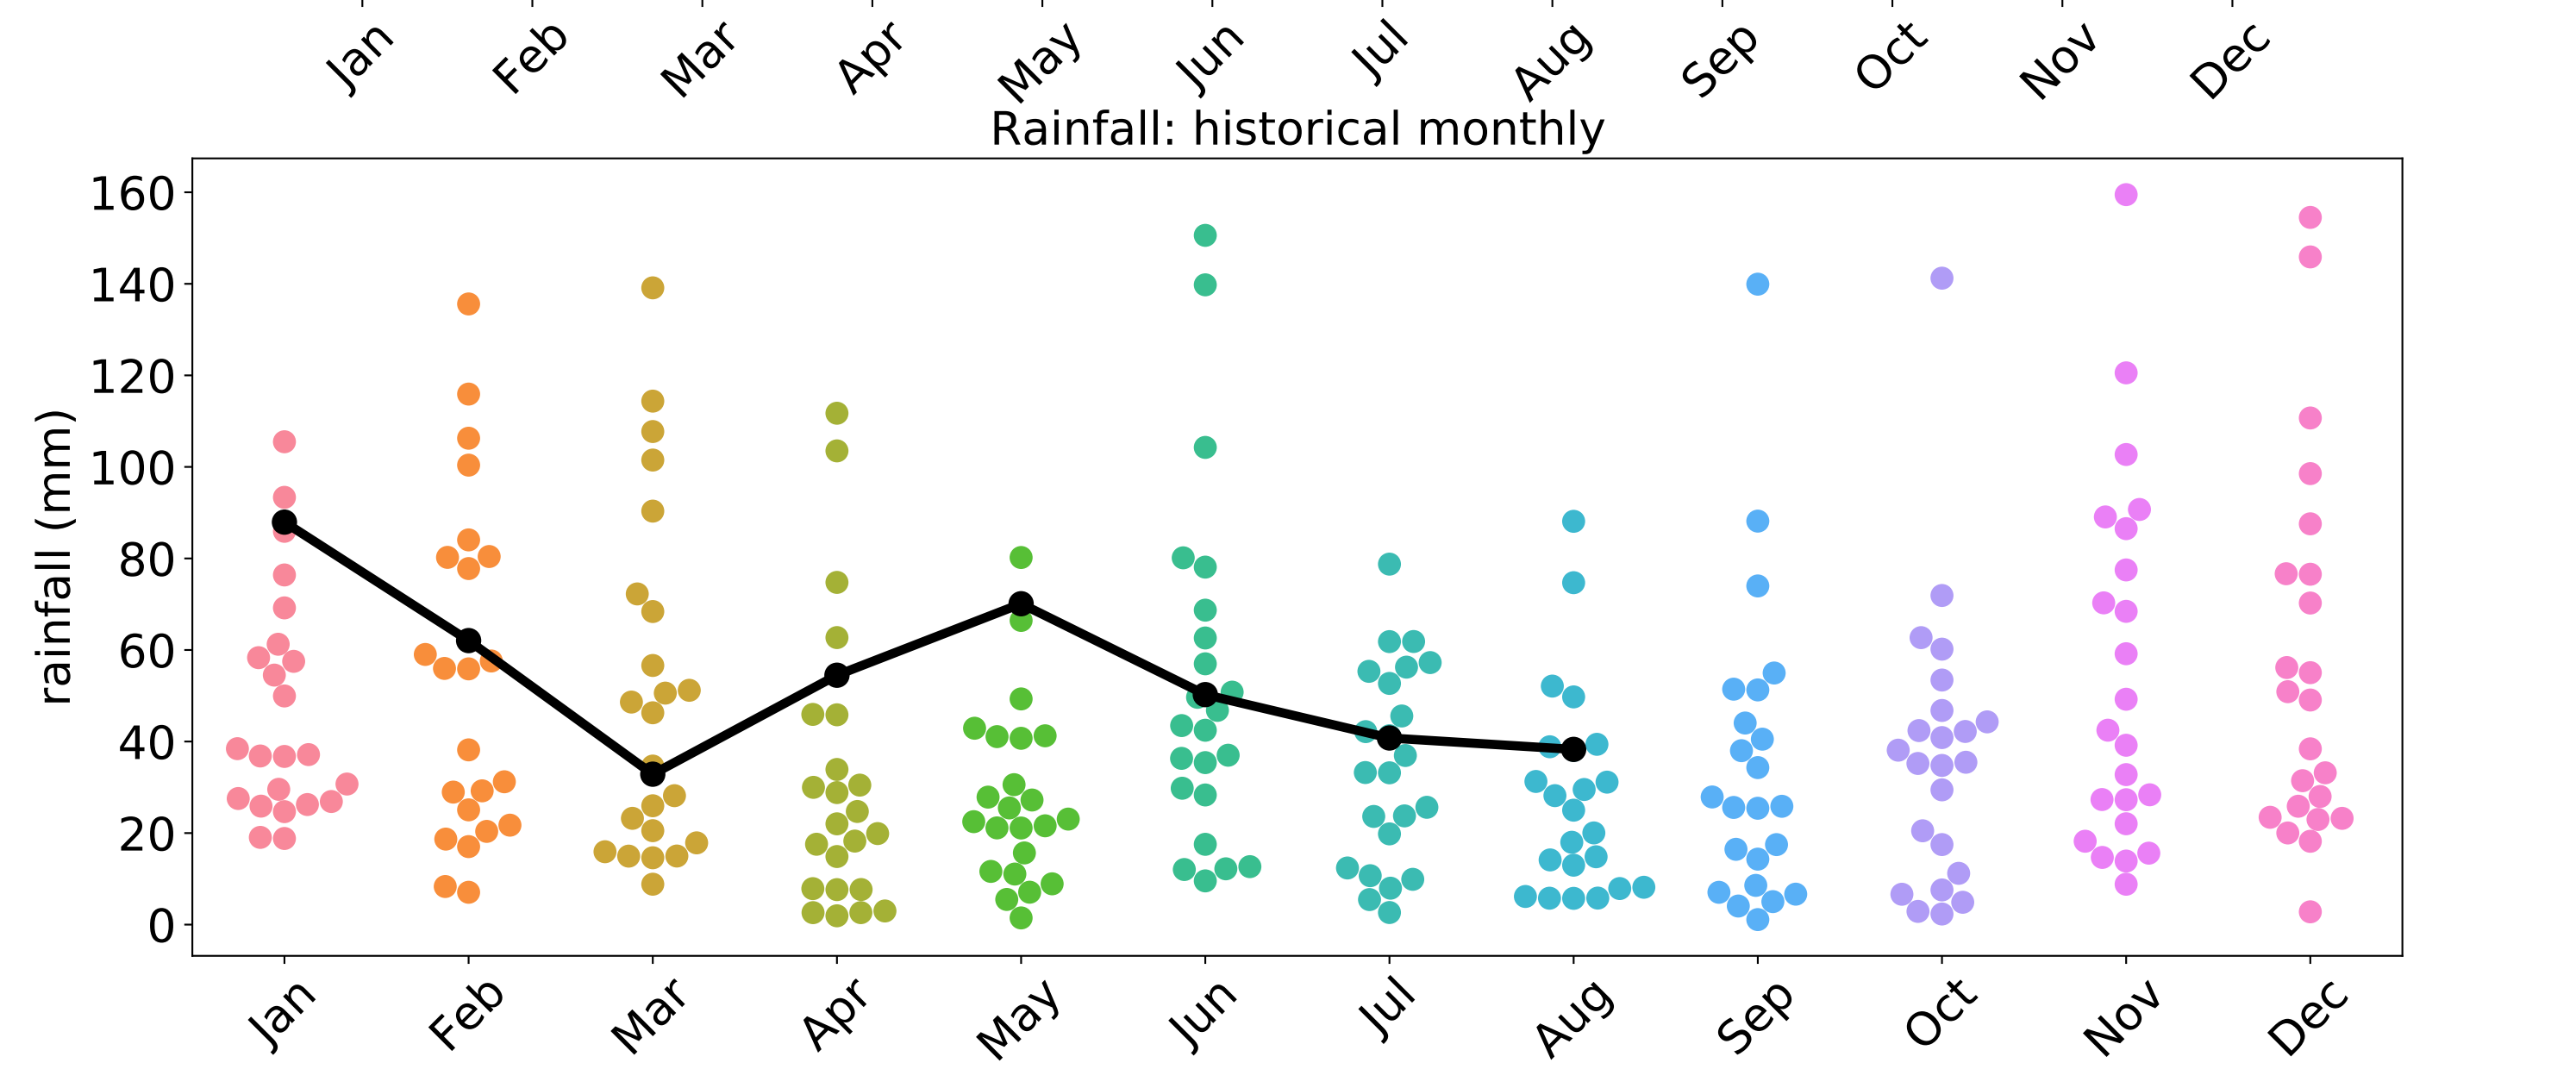 Jan Feb Mar Apr May Jun Jul Aug Sep Oct Nov Dec
Rainfall: historical monthly
rainfall (mm)
160
140
120
100
80
60
40
20
0
Jan Feb Mar Apr May Jun Jul Aug Sep Oct Nov Dec